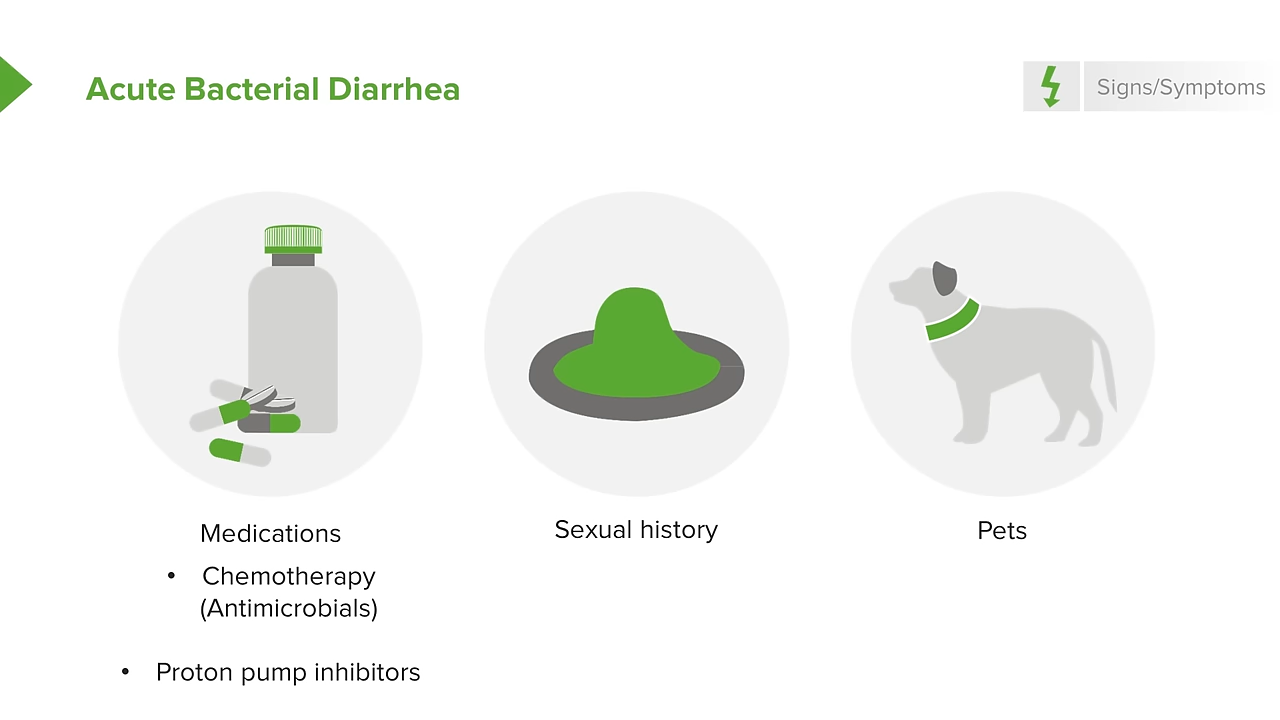 Acute Bacterial Diarrhea
Signs/Symptoms
Medications
• Chemotherapy
(Antimicrobials)
• Proton pump inhibitors
Sexual history
Pets